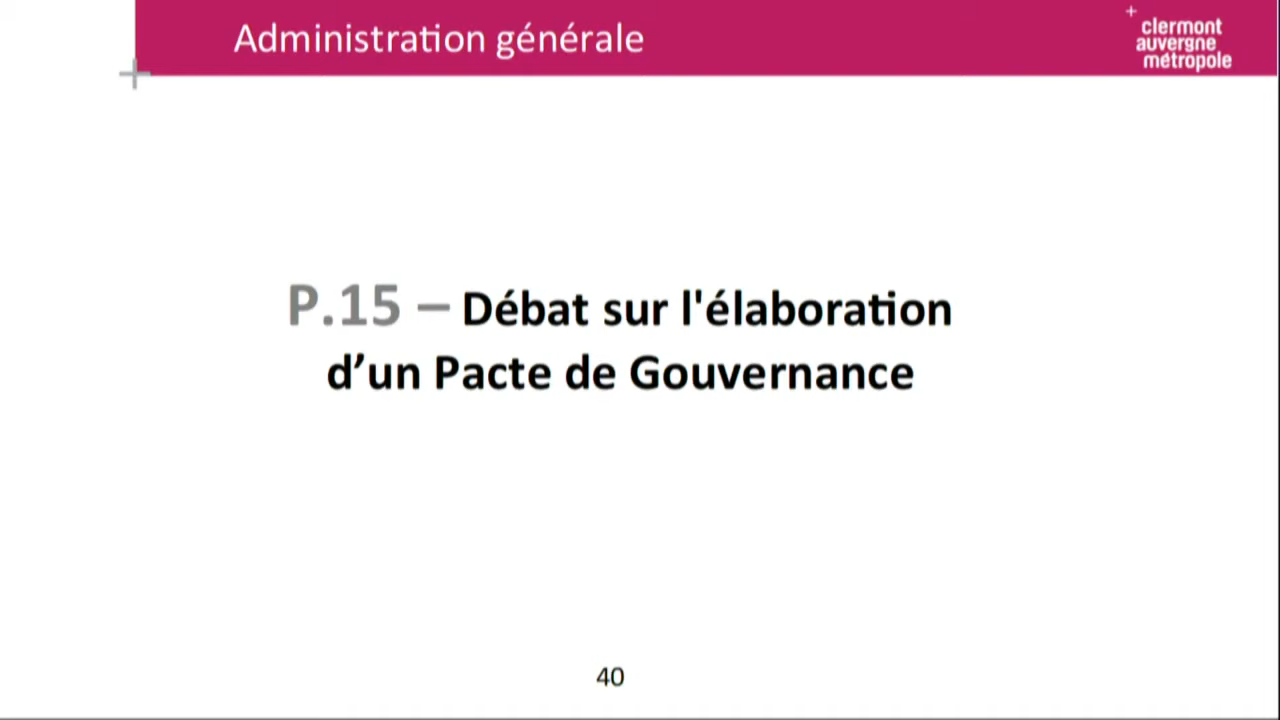 Administration générale
clermont
auvergne
métropole
P.15 – Débat sur l'élaboration
d’un Pacte de Gouvernance
40